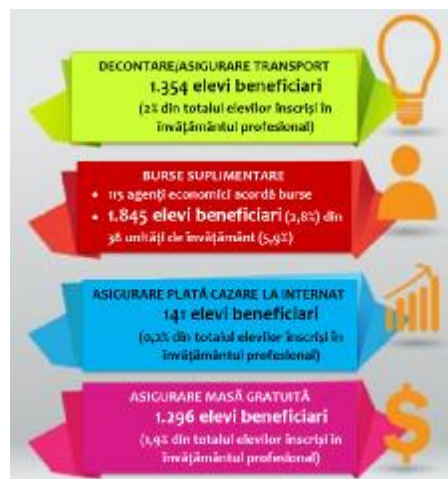 DECONTARE/ASIGURARE TRANSPORT
1.354 elevi beneficiari
(2% din totalul elevilor înscriși în
învățământul profesional)
BURSE SUPLIMENTARE
• 115 agenți economici acordă burse
• 1.845 elevi beneficiari (2,8%) din
38 unități de învățământ (5,9%)
ASIGURARE PLATĂ CAZARE LA INTERNAT
141 elevi beneficiari
(0,2% din totalul elevilor înscriși în
învățământul profesional)
ASIGURARE MASĂ GRATUITĂ
1.296 elevi beneficiari
(1,9% din totalul elevilor înscriși în
învățământul profesional)